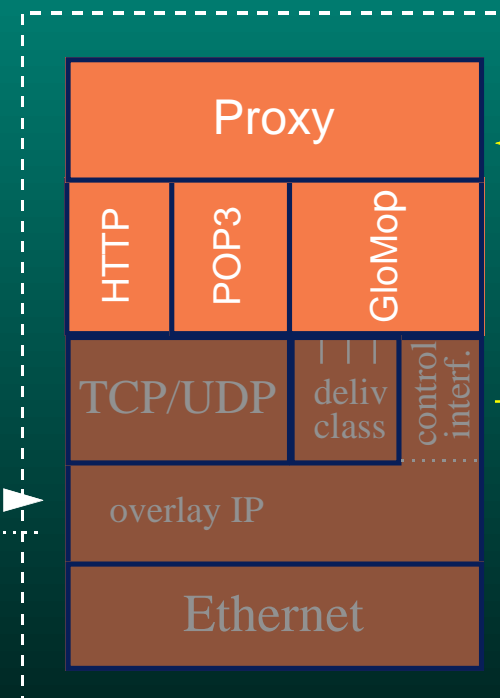 Proxy
HTTP
POP3
GloMop
TCP/UDP
deliv
class
control
interf.
overlay IP
Ethernet